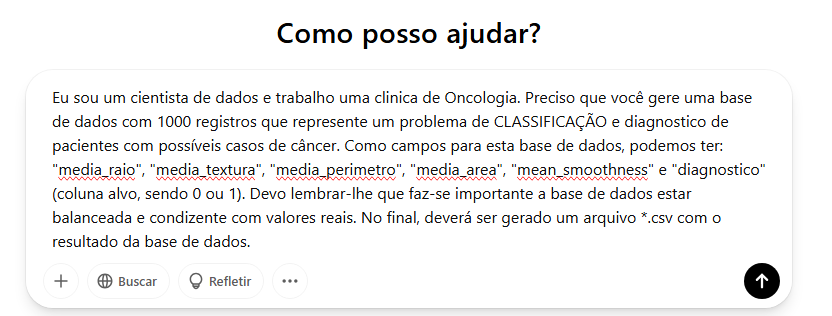 Como posso ajudar?
Eu sou um cientista de dados e trabalho uma clinica de Oncologia. Preciso que você gere uma base
de dados com 1000 registros que represente um problema de CLASSIFICAÇÃO e diagnostico de
pacientes com possíveis casos de câncer. Como campos para esta base de dados, podemos ter:
"media_raio", "media_textura", "media_perimetro", "media_area", "mean_smoothness" e "diagnostico"
(coluna alvo, sendo 0 ou 1). Devo lembrar-lhe que faz-se importante a base de dados estar
balanceada e condizente com valores reais. No final, deverá ser gerado um arquivo *.csv com o
resultado da base de dados.
Buscar Refletir